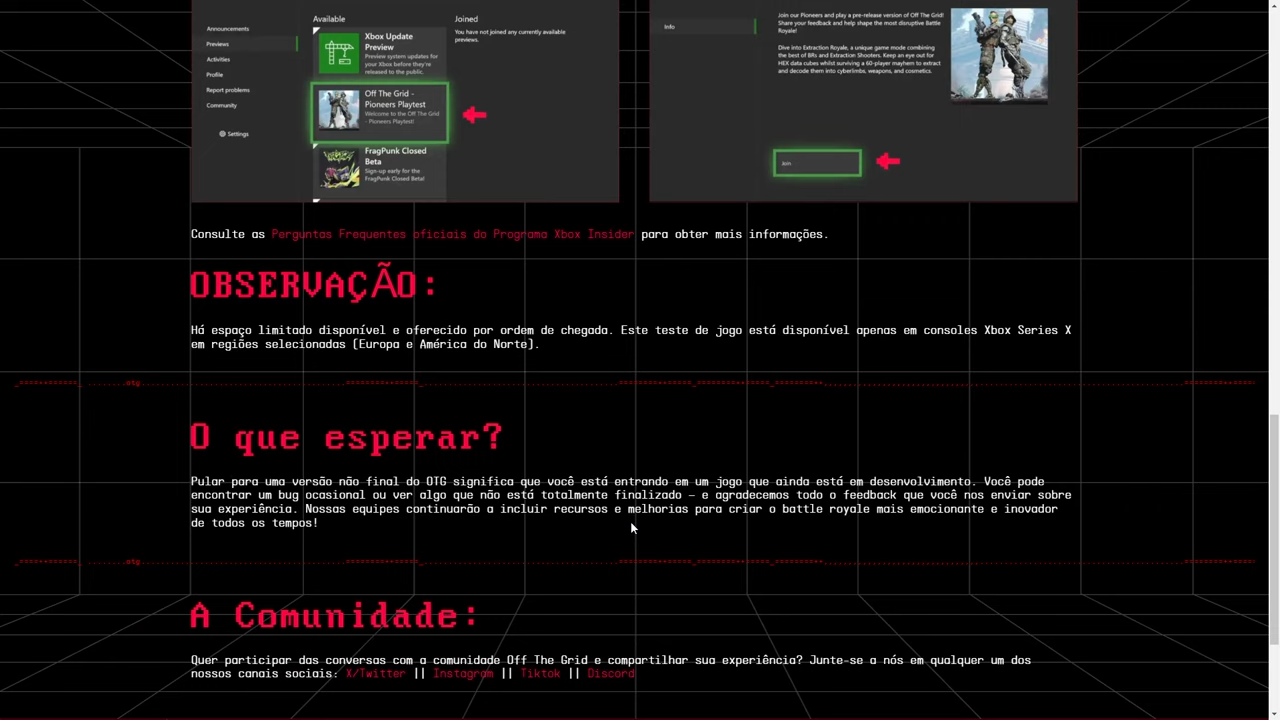 Available
Joined
Announcements
Previews
Activities
Profile
Report problems
Community
Settings
Xbox Update
Preview
Preview system updates for
your Xbox before they're
released to the public.
Off The Grid -
Pioneers Playtest
Welcome to the Off The Grid
- Pioneers Playtest!
FragPunk Closed
Beta
Sign-up early for the
FragPunk Closed Beta!
You have not joined any currently available
previews.
Info
Join our Pioneers and play a pre-release version of Off The Grid!
Share your feedback and help shape the most disruptive Battle
Royale!
Dive into Extraction Royale, a unique game mode combining
the best of BRs and Extraction Shooters. Keep an eye out for
HEX data cubes whilst surviving a 60-player mayhem to extract
and decode them into cyberlimbs, weapons, and cosmetics.
Join
Consulte as Perguntas Frequentes oficiais do Programa Xbox Insider para obter mais informações.
OBSERVAÇÃO:
Há espaço limitado disponível e oferecido por ordem de chegada. Este teste de jogo está disponível apenas em consoles Xbox Series X
em regiões selecionadas (Europa e América do Norte).
otg
O que esperar?
Pular para uma versão não final do OTG significa que você está entrando em um jogo que ainda está em desenvolvimento. Você pode
encontrar um bug ocasional ou ver algo que não está totalmente finalizado – e agradecemos todo o feedback que você nos enviar sobre
sua experiência. Nossas equipes continuarão a incluir recursos e melhorias para criar o battle royale mais emocionante e inovador
de todos os tempos!
otg
A Comunidade:
Quer participar das conversas com a comunidade Off The Grid e compartilhar sua experiência? Junte-se a nós em qualquer um dos
nossos canais sociais: X/Twitter || Instagram || Tiktok || Discord